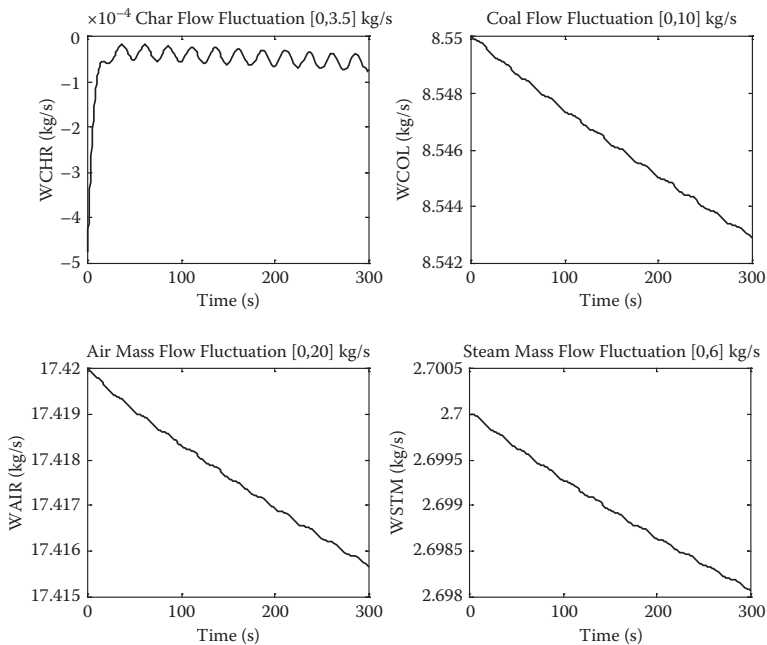 ×10⁻⁴ Char Flow Fluctuation [0,3.5] kg/s
0
−1
−2
−3
−4
−5
WCHR (kg/s)
0 100 200 300
Time (s)
Coal Flow Fluctuation [0,10] kg/s
8.55
8.548
8.546
8.544
8.542
WCOL (kg/s)
0 100 200 300
Time (s)
Air Mass Flow Fluctuation [0,20] kg/s
17.42
17.419
17.418
17.417
17.416
17.415
WAIR (kg/s)
0 100 200 300
Time (s)
Steam Mass Flow Fluctuation [0,6] kg/s
2.7005
2.7
2.6995
2.699
2.6985
2.698
WSTM (kg/s)
0 100 200 300
Time (s)